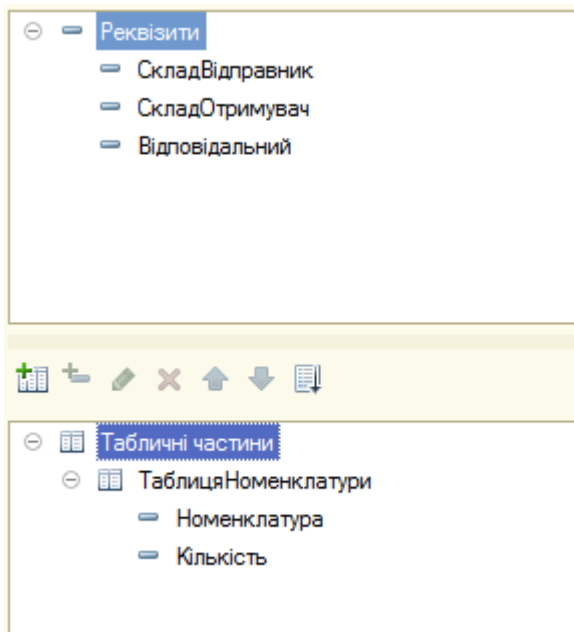 Реквізити
СкладВідправник
СкладОтримувач
Відповідальний
Табличні частини
ТаблицяНоменклатури
Номенклатура
Кількість